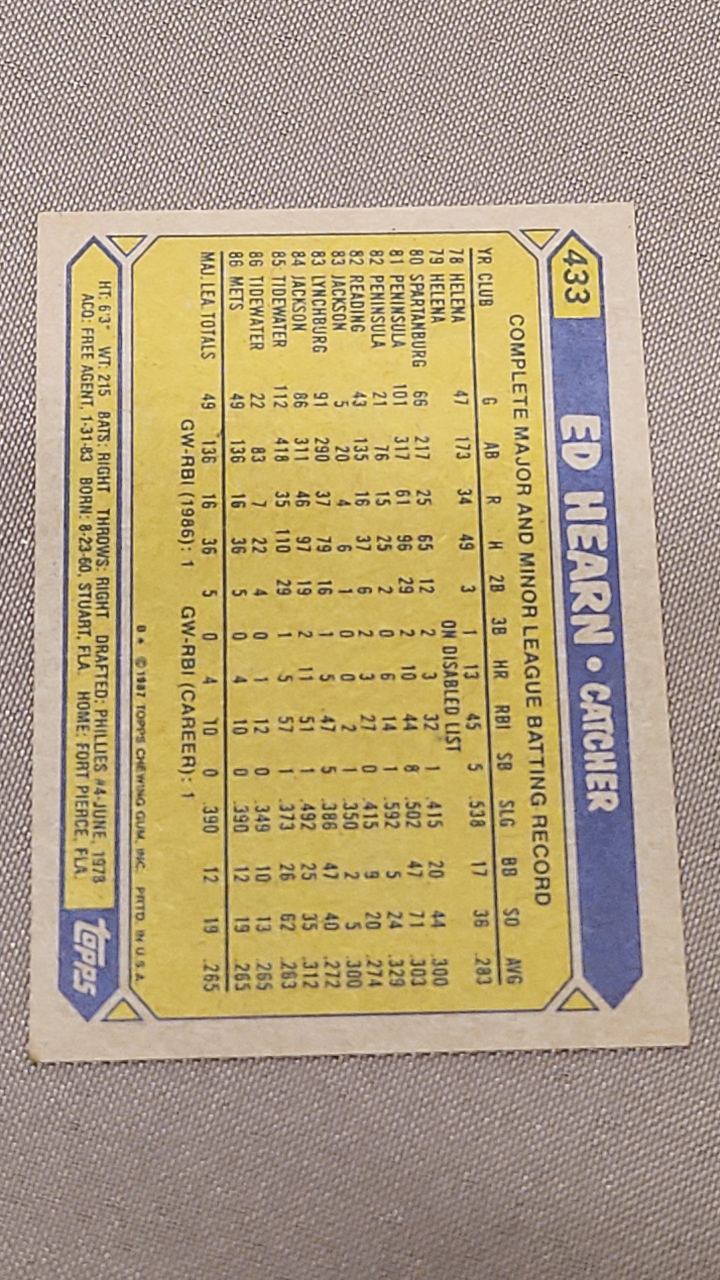 433 ED HEARN • CATCHER
COMPLETE MAJOR AND MINOR LEAGUE BATTING RECORD
YR CLUB G AB R H 2B 3B HR RBI SB SLG BB SO AVG
78 HELENA 47 173 34 49 3 1 13 45 5 .538 17 36 .283
79 HELENA ON DISABLED LIST
80 SPARTANBURG 66 217 25 65 12 2 3 32 1 .415 20 44 .300
81 PENINSULA 101 317 61 96 29 2 10 44 8 .502 47 71 .303
82 PENINSULA 21 76 15 25 2 0 6 14 1 .592 5 24 .329
82 READING 43 135 16 37 6 2 3 27 0 .415 9 20 .274
83 JACKSON 5 20 4 6 1 0 0 2 1 .350 2 5 .300
83 LYNCHBURG 91 290 37 79 16 1 5 47 5 .386 47 40 .272
84 JACKSON 86 311 46 97 19 2 11 51 1 .492 25 35 .312
85 TIDEWATER 112 418 35 110 29 1 5 57 1 .373 26 62 .263
86 TIDEWATER 22 83 7 22 4 0 1 12 0 .349 10 13 .265
86 METS 49 136 16 36 5 0 4 10 0 .390 12 19 .265
MAJ. LEA. TOTALS 49 136 16 36 5 0 4 10 0 .390 12 19 .265
GW-RBI (1986): 1 GW-RBI (CAREER): 1
B* © 1987 TOPPS CHEWING GUM, INC. PRTD. IN U.S.A.
HT: 6'3" WT: 215 BATS: RIGHT THROWS: RIGHT DRAFTED: PHILLIES #4-JUNE, 1978
ACQ: FREE AGENT, 1-31-83 BORN: 8-23-60, STUART, FLA. HOME: FORT PIERCE, FLA.
topps